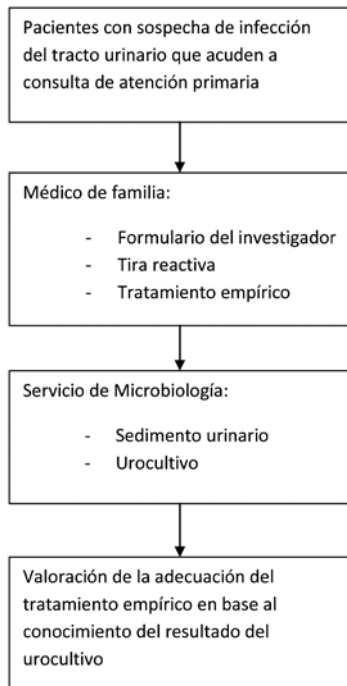 Pacientes con sospecha de infección
del tracto urinario que acuden a
consulta de atención primaria
Médico de familia:
- Formulario del investigador
- Tira reactiva
- Tratamiento empírico
Servicio de Microbiología:
- Sedimento urinario
- Urocultivo
Valoración de la adecuación del
tratamiento empírico en base al
conocimiento del resultado del
urocultivo